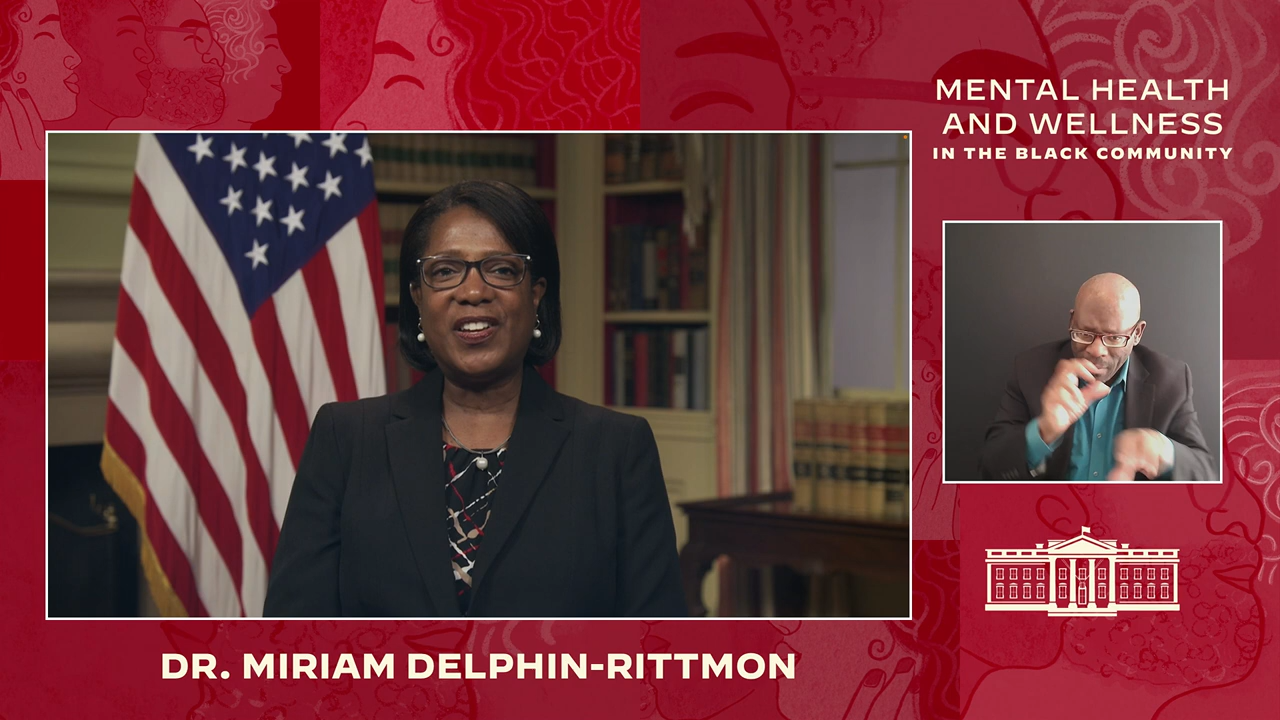 MENTAL HEALTH
AND WELLNESS
IN THE BLACK COMMUNITY
DR. MIRIAM DELPHIN-RITTMON